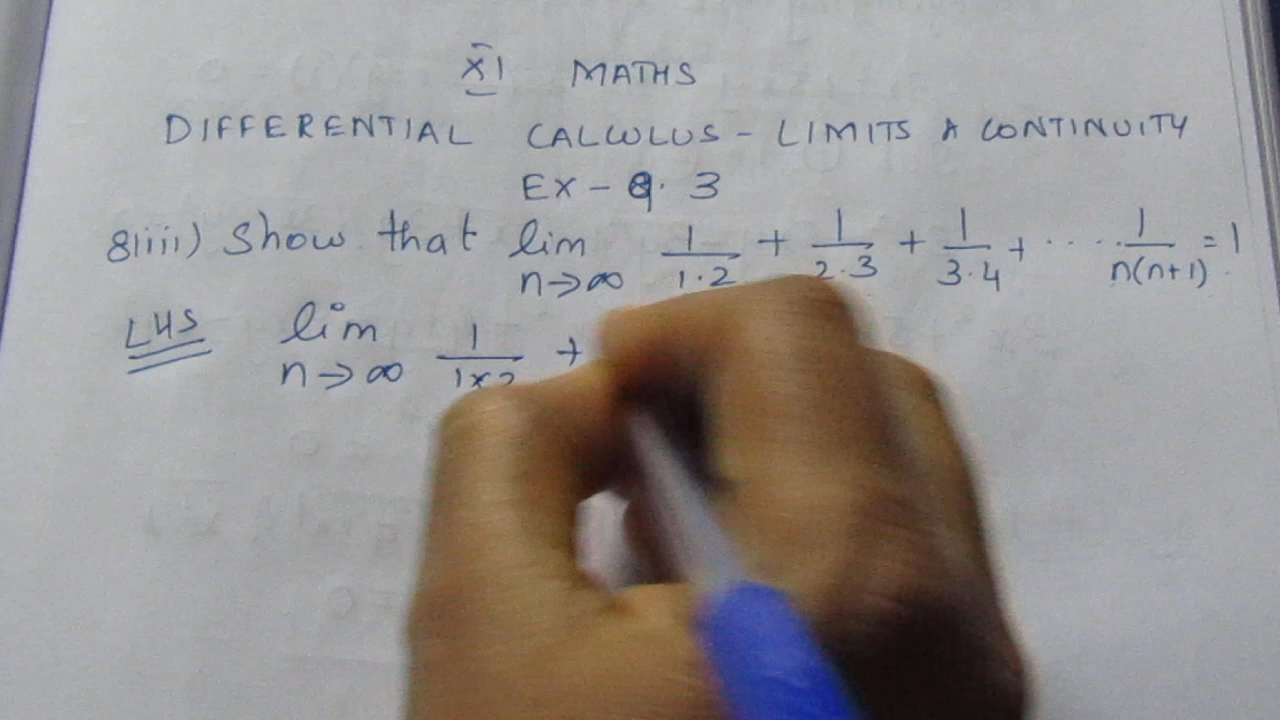 XI MATHS
DIFFERENTIAL CALCULUS - LIMITS & CONTINUITY
EX - 9.3
8)iii) Show that lim n→∞ 1/1·2 + 1/2·3 + 1/3·4 + ····· 1/n(n+1) = 1
LHS lim n→∞ 1/1×2 +